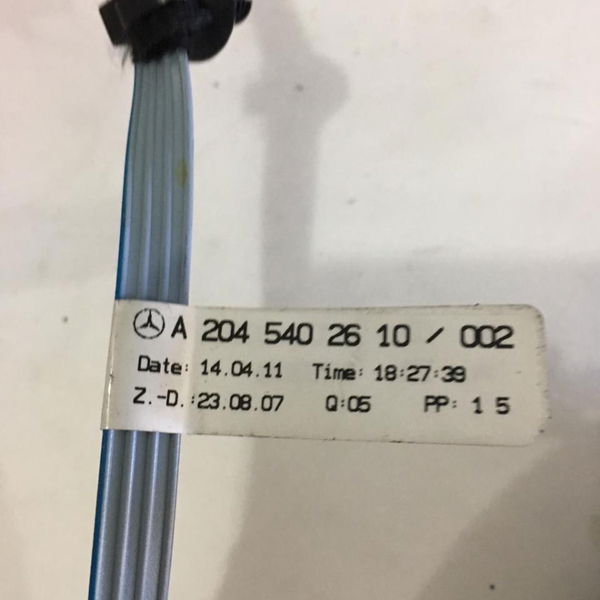 A 204 540 26 10 / 002
Date: 14.04.11 Time: 18:27:39
Z.-D.:23.08.07 Q:05 PP: 1 5